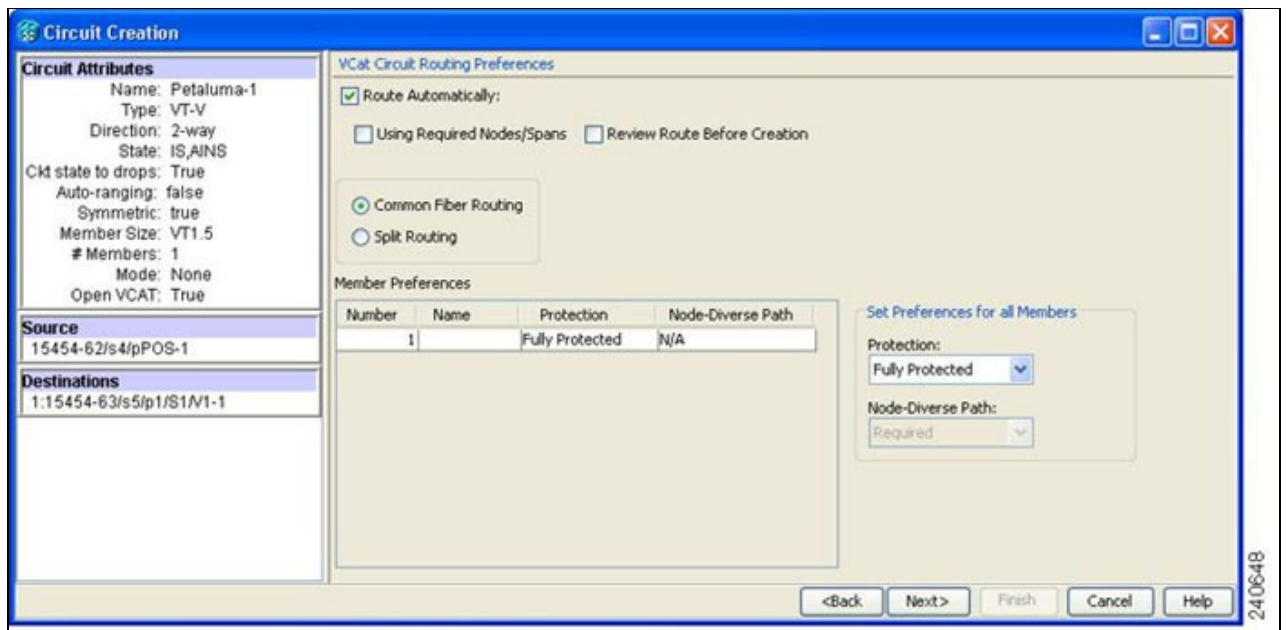 Circuit Creation
Circuit Attributes
Name: Petaluma-1
Type: VT-V
Direction: 2-way
State: IS,AINS
Ckt state to drops: True
Auto-ranging: false
Symmetric: true
Member Size: VT1.5
# Members: 1
Mode: None
Open VCAT: True
Source
15454-62/s4/pPOS-1
Destinations
1:15454-63/s5/p1/S1/V1-1
VCat Circuit Routing Preferences
Route Automatically:
Using Required Nodes/Spans Review Route Before Creation
Common Fiber Routing
Split Routing
Member Preferences
Number Name Protection Node-Diverse Path
1 Fully Protected N/A
Set Preferences for all Members
Protection:
Fully Protected
Node-Diverse Path:
Required
<Back Next> Finish Cancel Help
240648